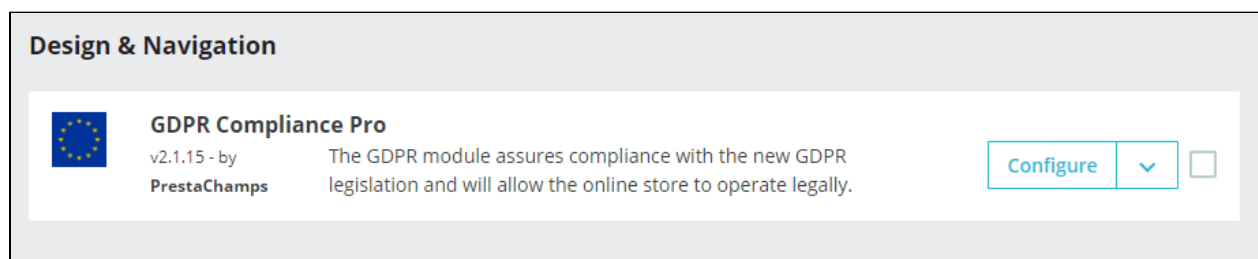 Design & Navigation
GDPR Compliance Pro
v2.1.15 - by
PrestaChamps
The GDPR module assures compliance with the new GDPR
legislation and will allow the online store to operate legally.
Configure